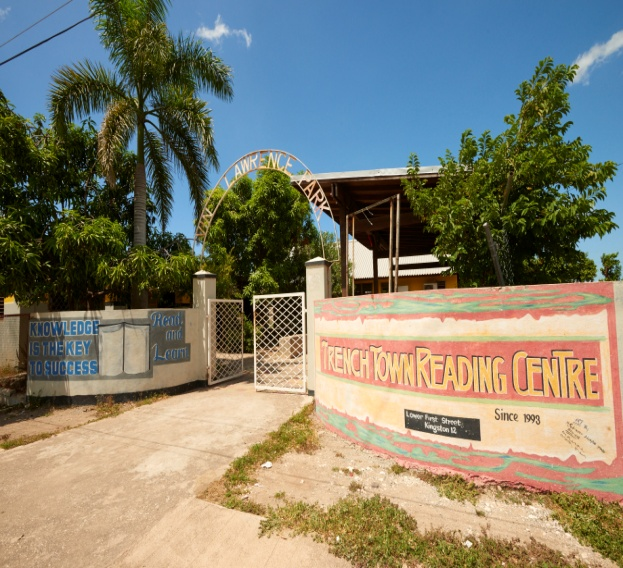 LAWRENCE PARK
KNOWLEDGE
IS THE KEY
TO SUCCESS
Read
and
Learn
TRENCH TOWN READING CENTRE
Since 1993
Lower First Street,
Kingston 12